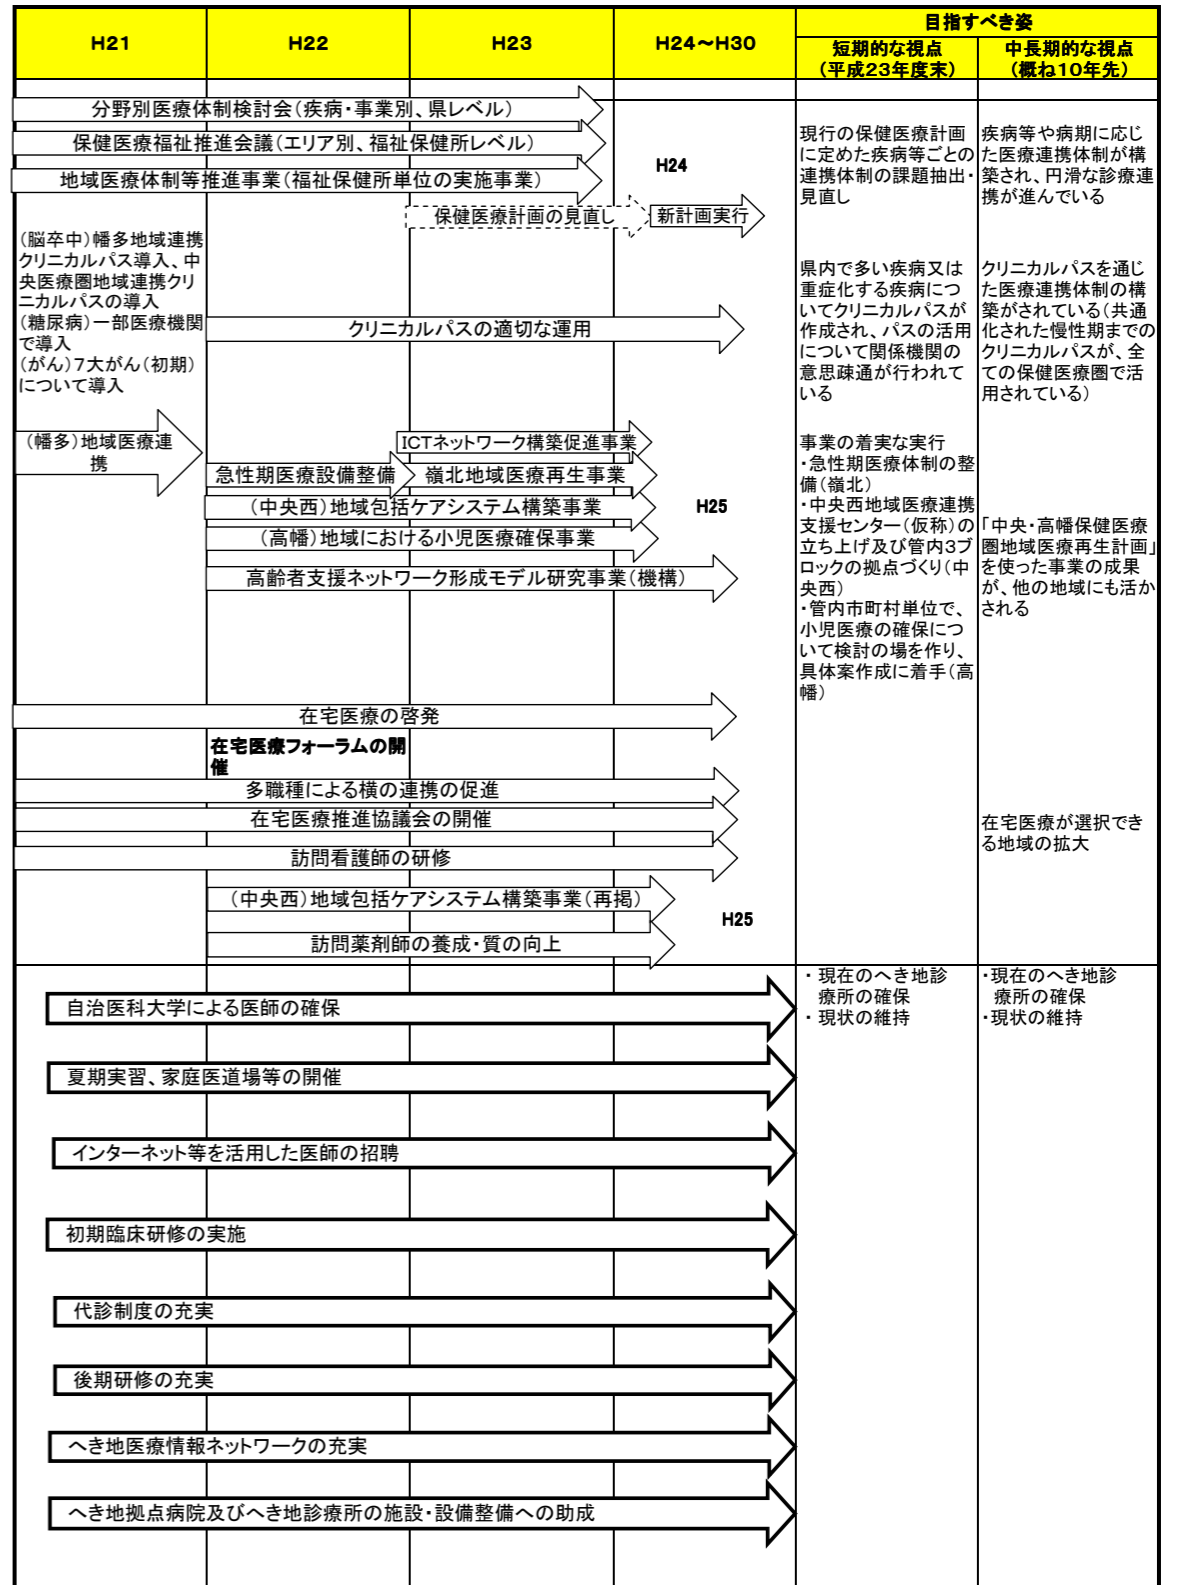 H21
H22
H23
H24～H30
目指すべき姿
短期的な視点
（平成23年度末）
中長期的な視点
（概ね10年先）
分野別医療体制検討会（疾病・事業別、県レベル）
保健医療福祉推進会議（エリア別、福祉保健所レベル）
地域医療体制等推進事業（福祉保健所単位の実施事業）
H24
保健医療計画の見直し
新計画実行
現行の保健医療計画
に定めた疾病等ごとの
連携体制の課題抽出・
見直し
疾病等や病期に応じ
た医療連携体制が構
築され、円滑な診療連
携が進んでいる
（脳卒中）幡多地域連携
クリニカルパス導入、中
央医療圏地域連携クリ
ニカルパスの導入
（糖尿病）一部医療機関
で導入
（がん）７大がん（初期）
について導入
クリニカルパスの適切な運用
県内で多い疾病又は
重症化する疾病につ
いてクリニカルパスが
作成され、パスの活用
について関係機関の
意思疎通が行われて
いる
クリニカルパスを通じ
た医療連携体制の構
築がされている（共通
化された慢性期までの
クリニカルパスが、全
ての保健医療圏で活
用されている）
（幡多）地域医療連
携
ICTネットワーク構築促進事業
急性期医療設備整備
嶺北地域医療再生事業
（中央西）地域包括ケアシステム構築事業
H25
（高幡）地域における小児医療確保事業
高齢者支援ネットワーク形成モデル研究事業（機構）
事業の着実な実行
・急性期医療体制の整
備（嶺北）
・中央西地域医療連携
支援センター（仮称）の
立ち上げ及び管内3ブ
ロックの拠点づくり（中
央西）
・管内市町村単位で、
小児医療の確保につ
いて検討の場を作り、
具体案作成に着手（高
幡）
「中央・高幡保健医療
圏地域医療再生計画」
を使った事業の成果
が、他の地域にも活か
される
在宅医療の啓発
在宅医療フォーラムの開
催
多職種による横の連携の促進
在宅医療推進協議会の開催
訪問看護師の研修
（中央西）地域包括ケアシステム構築事業（再掲）
H25
訪問薬剤師の養成・質の向上
在宅医療が選択でき
る地域の拡大
自治医科大学による医師の確保
・ 現在のへき地診
療所の確保
・ 現状の維持
・現在のへき地診
療所の確保
・現状の維持
夏期実習、家庭医道場等の開催
インターネット等を活用した医師の招聘
初期臨床研修の実施
代診制度の充実
後期研修の充実
へき地医療情報ネットワークの充実
へき地拠点病院及びへき地診療所の施設・設備整備への助成